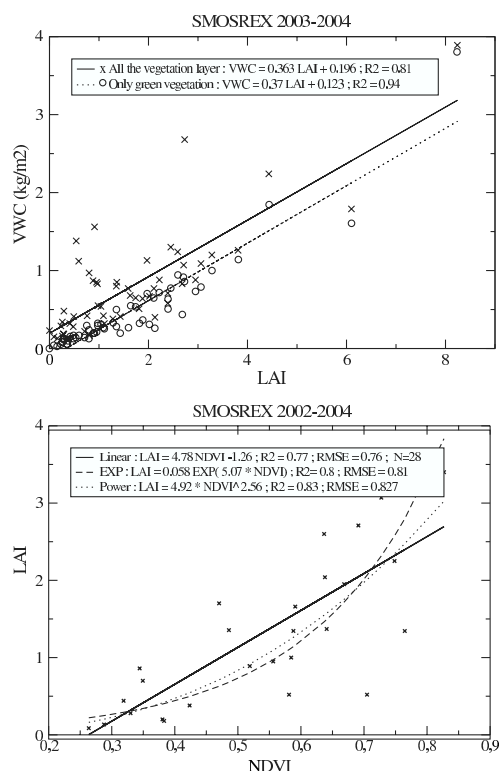 SMOSREX 2003-2004
4
x All the vegetation layer : VWC = 0.363 LAI + 0.196 ; R2 = 0.81
o Only green vegetation : VWC = 0.37 LAI + 0.123 ; R2 = 0.94
3
VWC (kg/m2)
2
1
0
0 2 4 6 8
LAI
SMOSREX 2002-2004
4
Linear : LAI = 4.78 NDVI -1.26 ; R2 = 0.77 ; RMSE = 0.76 ; N=28
EXP : LAI = 0.058 EXP( 5.07 * NDVI) ; R2 = 0.8 ; RMSE = 0.81
Power : LAI = 4.92 * NDVI^2.56 ; R2 = 0.83 ; RMSE = 0.827
3
LAI
2
1
0
0,2 0,3 0,4 0,5 0,6 0,7 0,8 0,9
NDVI